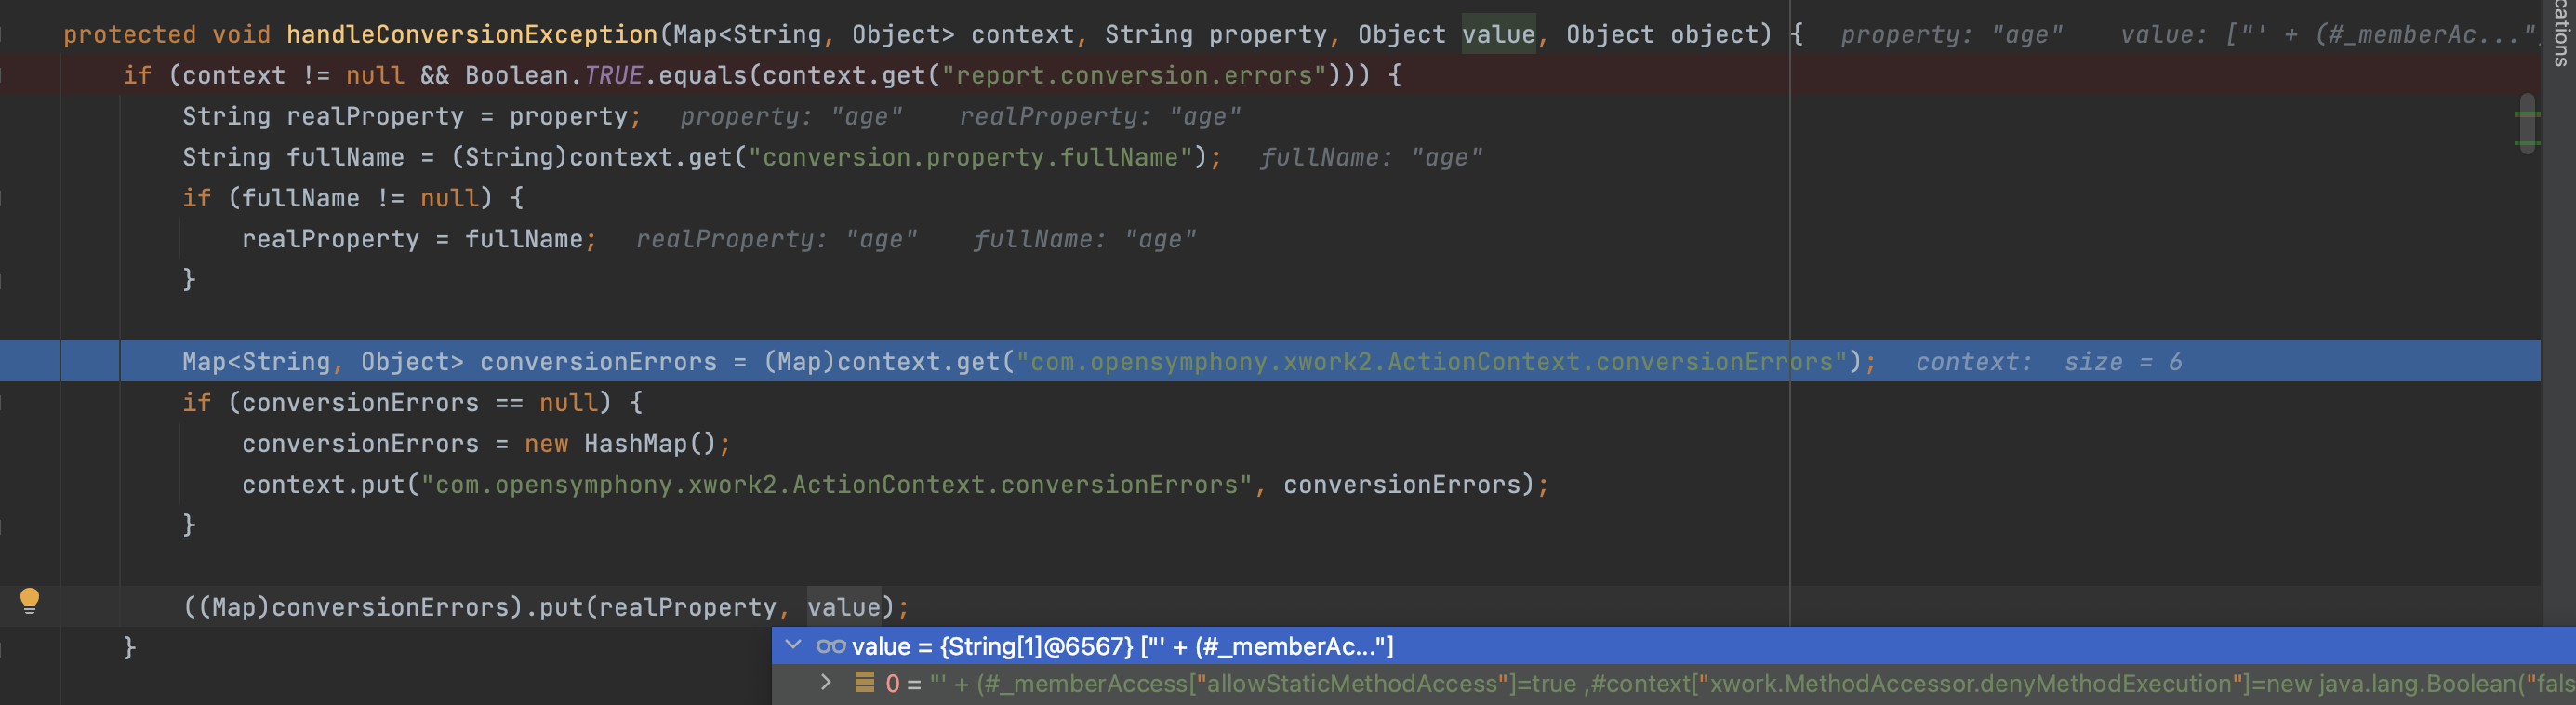 protected void handleConversionException(Map<String, Object> context, String property, Object value, Object object) { property: "age" value: ["' + (#_memberAc..."
if (context != null && Boolean.TRUE.equals(context.get("report.conversion.errors"))) {
String realProperty = property; property: "age" realProperty: "age"
String fullName = (String)context.get("conversion.property.fullName"); fullName: "age"
if (fullName != null) {
realProperty = fullName; realProperty: "age" fullName: "age"
}
Map<String, Object> conversionErrors = (Map)context.get("com.opensymphony.xwork2.ActionContext.conversionErrors"); context: size = 6
if (conversionErrors == null) {
conversionErrors = new HashMap();
context.put("com.opensymphony.xwork2.ActionContext.conversionErrors", conversionErrors);
}
((Map)conversionErrors).put(realProperty, value);
}
value = {String[1]@6567} ["' + (#_memberAc..."]
0 = "' + (#_memberAccess["allowStaticMethodAccess"]=true ,#context["xwork.MethodAccessor.denyMethodExecution"]=new java.lang.Boolean("fals
cations